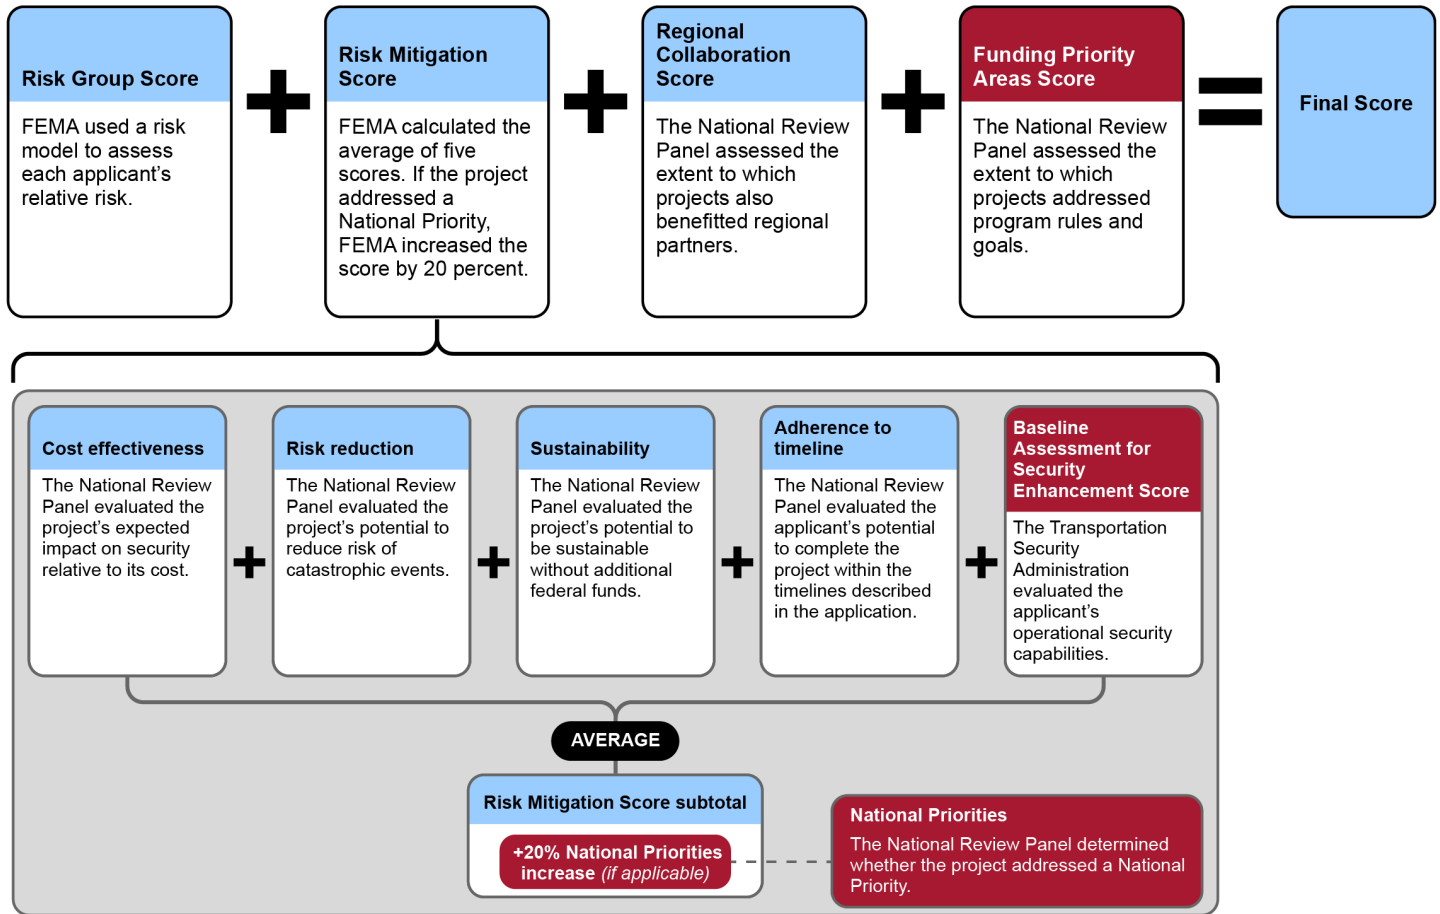 Risk Group Score
FEMA used a risk
model to assess
each applicant's
relative risk.
Risk Mitigation
Score
FEMA calculated the
average of five
scores. If the project
addressed a
National Priority,
FEMA increased the
score by 20 percent.
Regional
Collaboration
Score
The National Review
Panel assessed the
extent to which
projects also
benefitted regional
partners.
Funding Priority
Areas Score
The National Review
Panel assessed the
extent to which
projects addressed
program rules and
goals.
Final Score
Cost effectiveness
The National Review
Panel evaluated the
project's expected
impact on security
relative to its cost.
Risk reduction
The National Review
Panel evaluated the
project's potential to
reduce risk of
catastrophic events.
Sustainability
The National Review
Panel evaluated the
project's potential to
be sustainable
without additional
federal funds.
Adherence to
timeline
The National Review
Panel evaluated the
applicant's potential
to complete the
project within the
timelines described
in the application.
Baseline
Assessment for
Security
Enhancement Score
The Transportation
Security
Administration
evaluated the
applicant's
operational security
capabilities.
AVERAGE
Risk Mitigation Score subtotal
+20% National Priorities
increase (if applicable)
National Priorities
The National Review Panel determined
whether the project addressed a National
Priority.